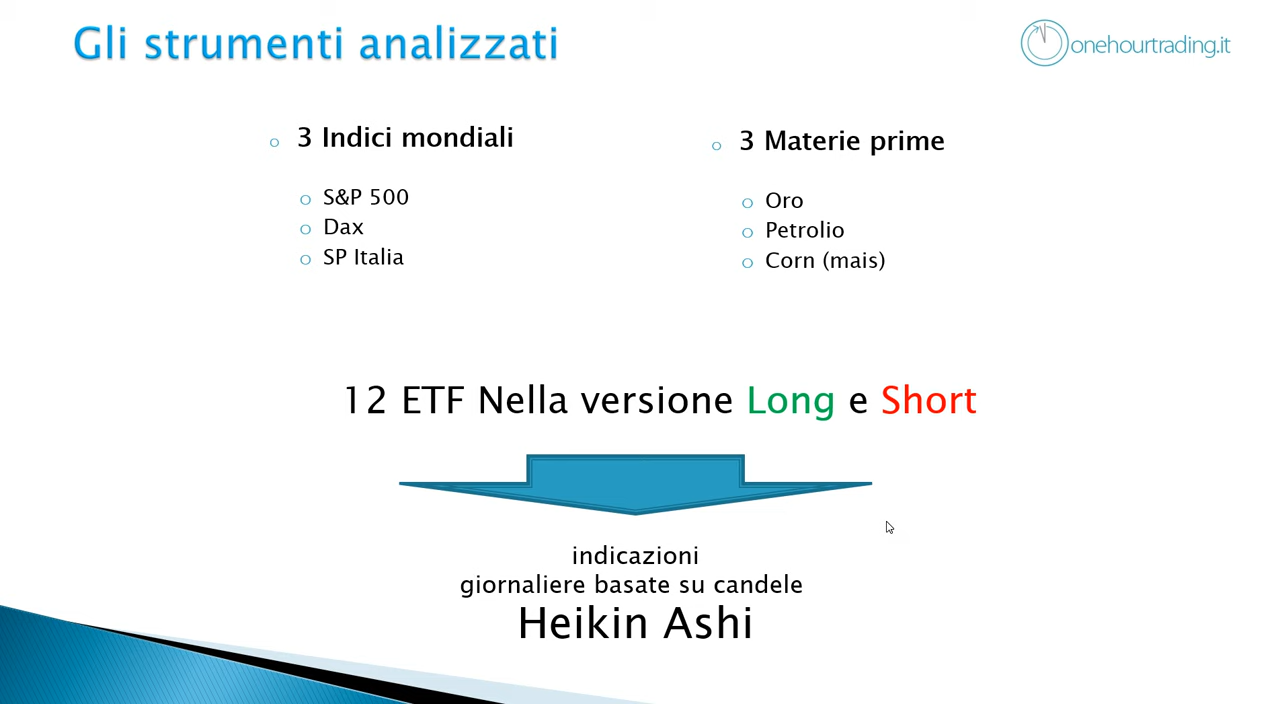 Gli strumenti analizzati
onehourtrading.it
3 Indici mondiali
S&P 500
Dax
SP Italia
3 Materie prime
Oro
Petrolio
Corn (mais)
12 ETF Nella versione Long e Short
indicazioni
giornaliere basate su candele
Heikin Ashi